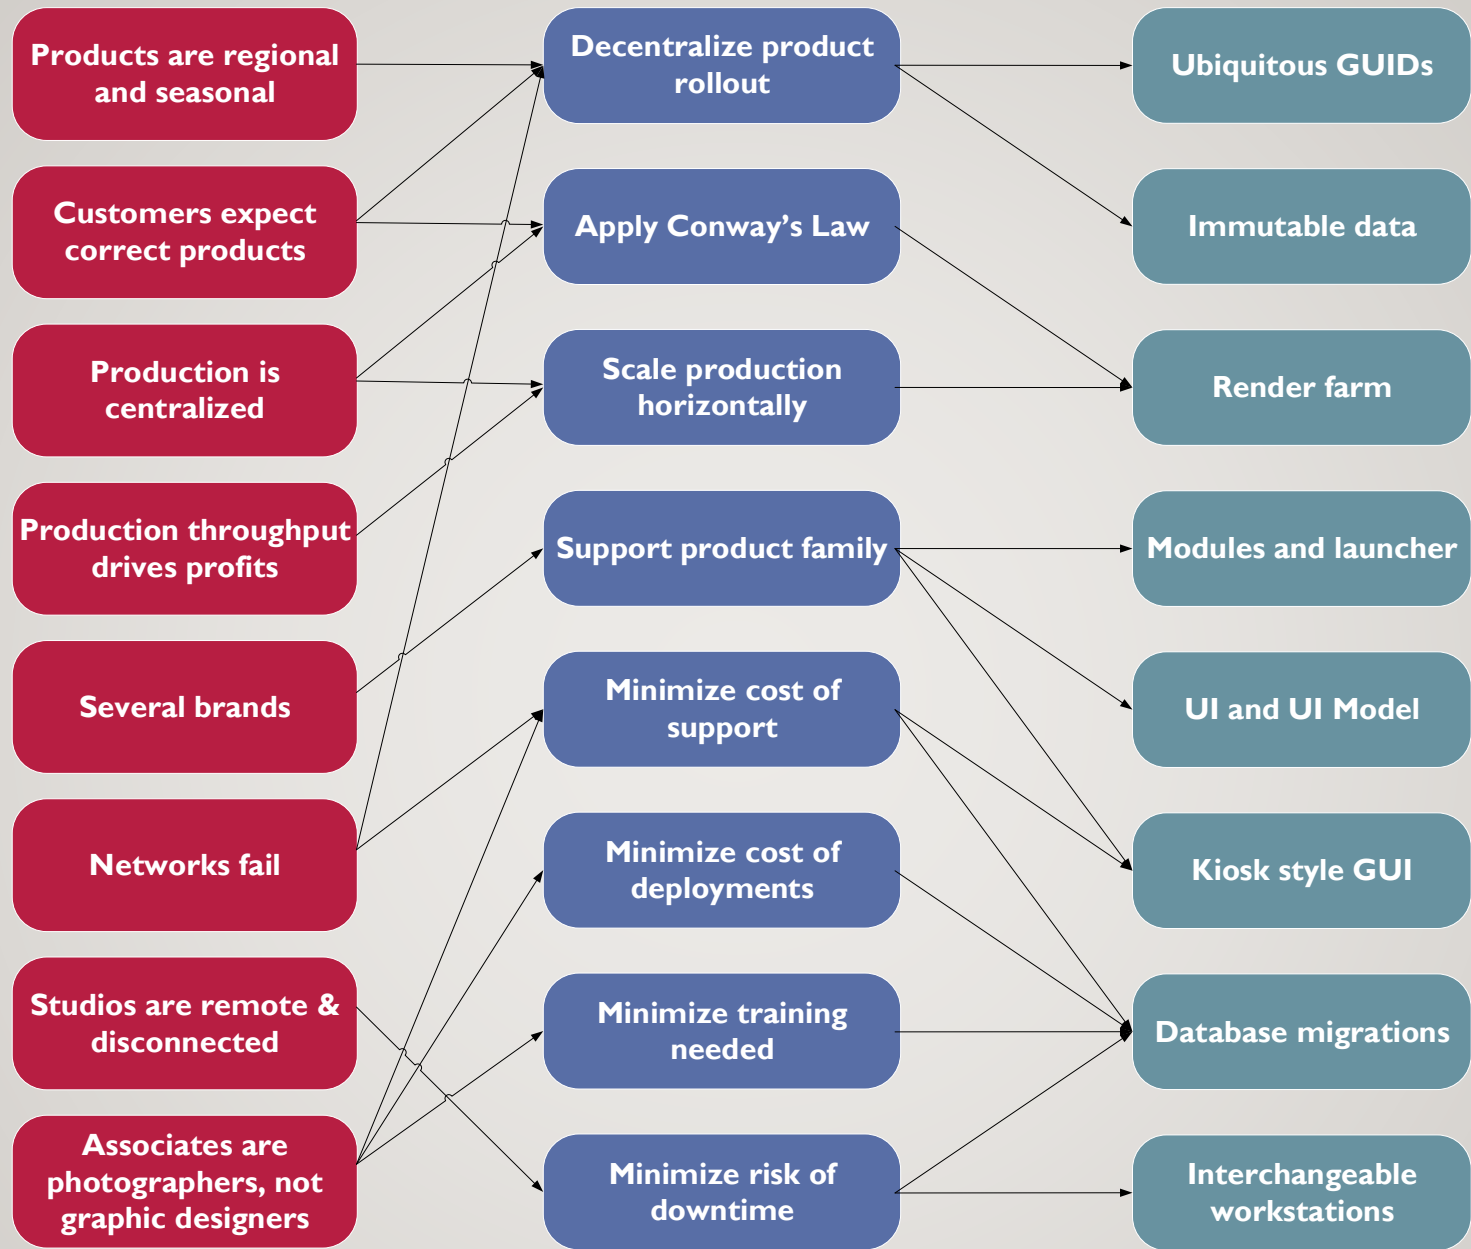 Products are regional
and seasonal
Customers expect
correct products
Production is
centralized
Production throughput
drives profits
Several brands
Networks fail
Studios are remote &
disconnected
Associates are
photographers, not
graphic designers
Decentralize product
rollout
Apply Conway’s Law
Scale production
horizontally
Support product family
Minimize cost of
support
Minimize cost of
deployments
Minimize training
needed
Minimize risk of
downtime
Ubiquitous GUIDs
Immutable data
Render farm
Modules and launcher
UI and UI Model
Kiosk style GUI
Database migrations
Interchangeable
workstations